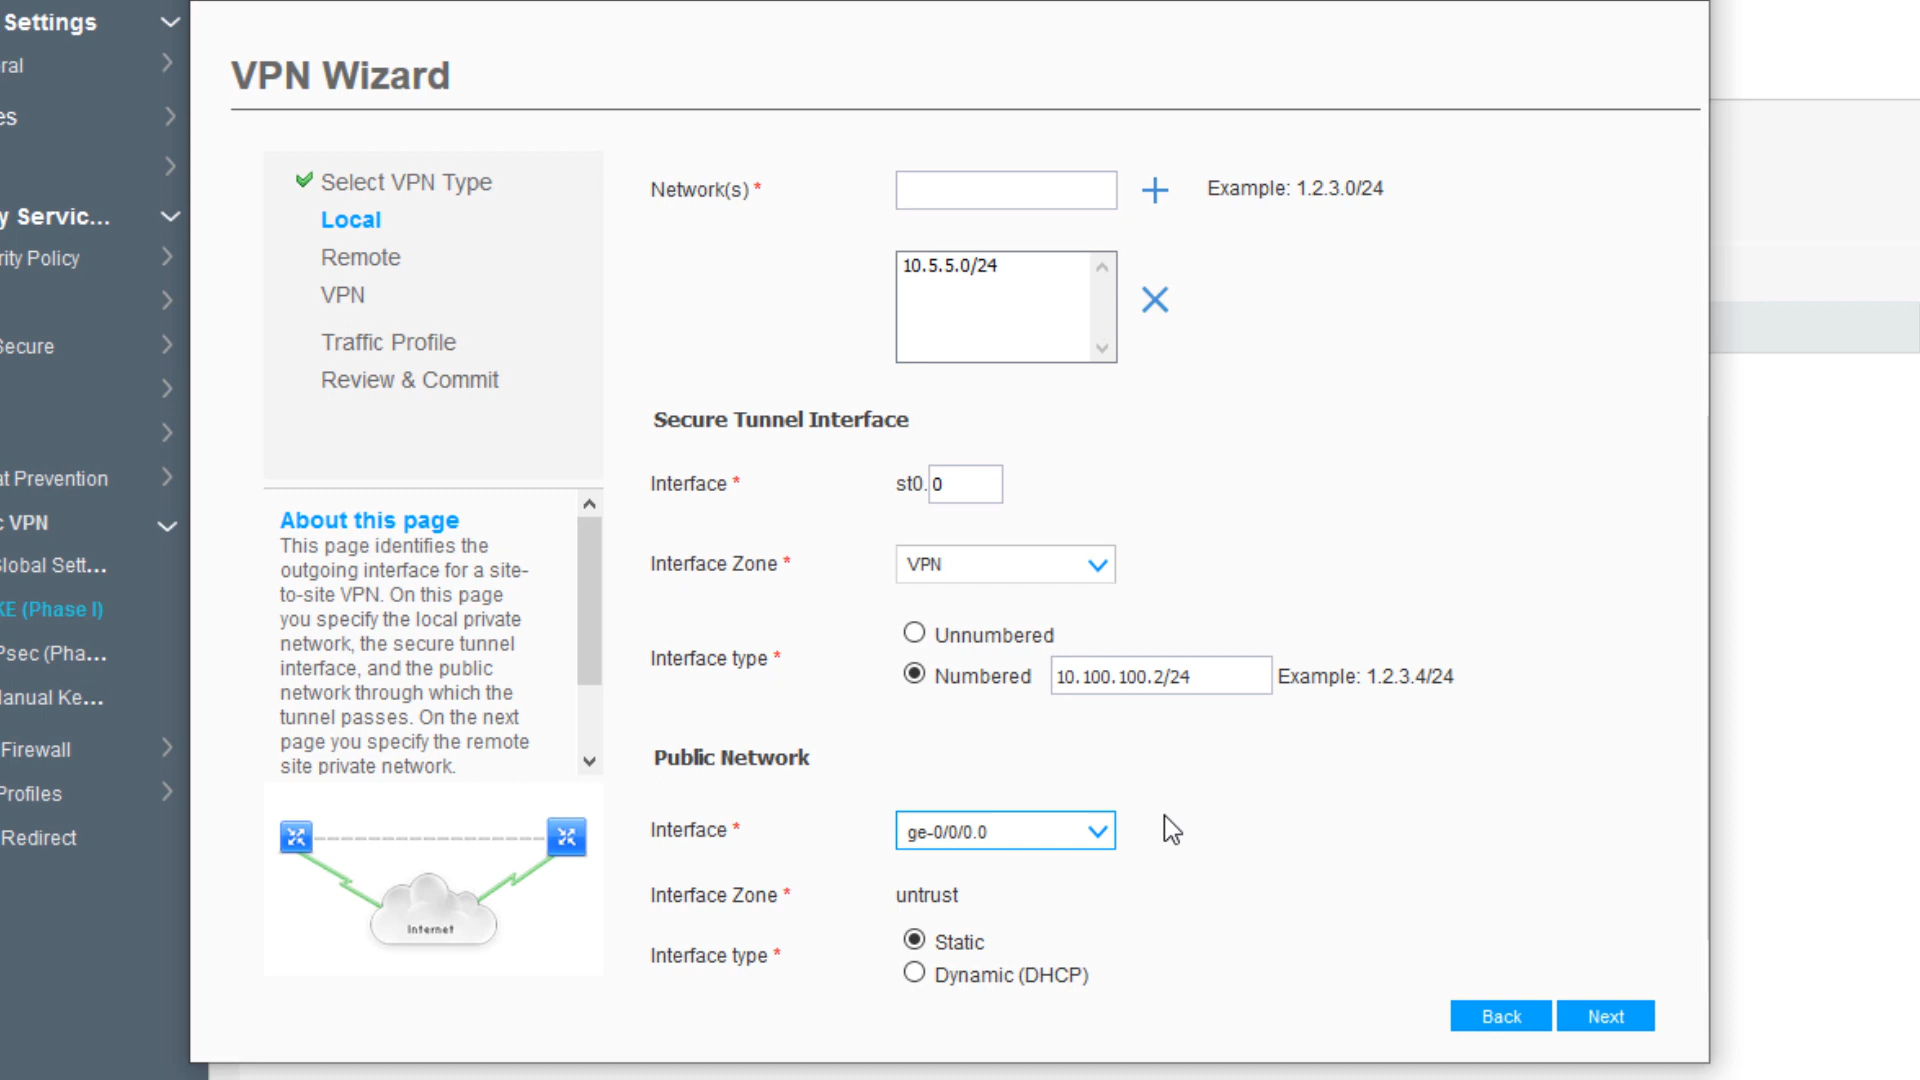 Settings
ral
es
y Servic...
rity Policy
Secure
at Prevention
c VPN
Global Sett...
KE (Phase I)
Psec (Pha...
Manual Ke...
Firewall
Profiles
Redirect
VPN Wizard
Select VPN Type
Local
Remote
VPN
Traffic Profile
Review & Commit
About this page
This page identifies the
outgoing interface for a site-
to-site VPN. On this page
you specify the local private
network, the secure tunnel
interface, and the public
network through which the
tunnel passes. On the next
page you specify the remote
site private network.
Internet
Network(s) * Example: 1.2.3.0/24
10.5.5.0/24
Secure Tunnel Interface
Interface * st0. 0
Interface Zone * VPN
Unnumbered
Interface type *
Numbered 10.100.100.2/24 Example: 1.2.3.4/24
Public Network
Interface * ge-0/0/0.0
Interface Zone * untrust
Static
Interface type *
Dynamic (DHCP)
Back Next